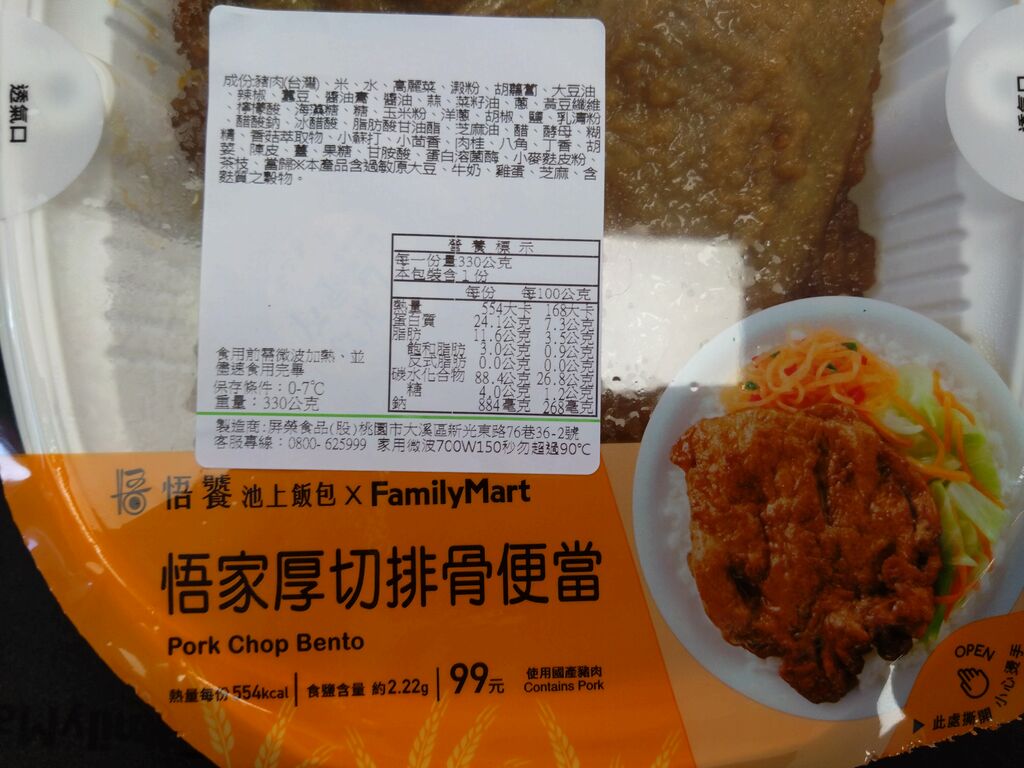 透氣口
成份豬肉(台灣)、米、水、高麗菜、澱粉、胡蘿蔔、大豆油
、辣椒、蠶豆、醬油膏、醬油、蒜、菜籽油、蔥、黃豆纖維
、檸檬酸、海藻糖、糖、玉米粉、洋蔥、胡椒、鹽、乳清粉
、醋酸鈉、冰醋酸、脂肪酸甘油酯、芝麻油、醋、酵母、糊
精、香菇萃取物、小蘇打、小茴香、肉桂、八角、丁香、胡
荽、陳皮、薑、果糖、甘胺酸、蛋白溶菌酶、小麥麩皮粉、
茶枝、當歸※本產品含過敏原大豆、牛奶、雞蛋、芝麻、含
麩質之穀物。
營養標示
每一份量330公克
本包裝含1份
每份 每100公克
熱量 554大卡 168大卡
蛋白質 24.1公克 7.3公克
脂肪 11.6公克 3.5公克
飽和脂肪 3.0公克 0.9公克
反式脂肪 0.0公克 0.0公克
碳水化合物 88.4公克 26.8公克
糖 4.0公克 1.2公克
鈉 884毫克 268毫克
食用前需微波加熱、並
儘速食用完畢
保存條件：0-7℃
重量：330公克
製造商:屏榮食品(股)桃園市大溪區新光東路76巷36-2號
客服專線：0800-625999 家用微波700W150秒勿超過90℃
悟 悟饕 池上飯包 X FamilyMart
悟家厚切排骨便當
Pork Chop Bento
熱量每份554kcal 食鹽含量 約2.22g 99元 使用國產豬肉
Contains Pork
OPEN
小心燙手
▶ 此處撕開